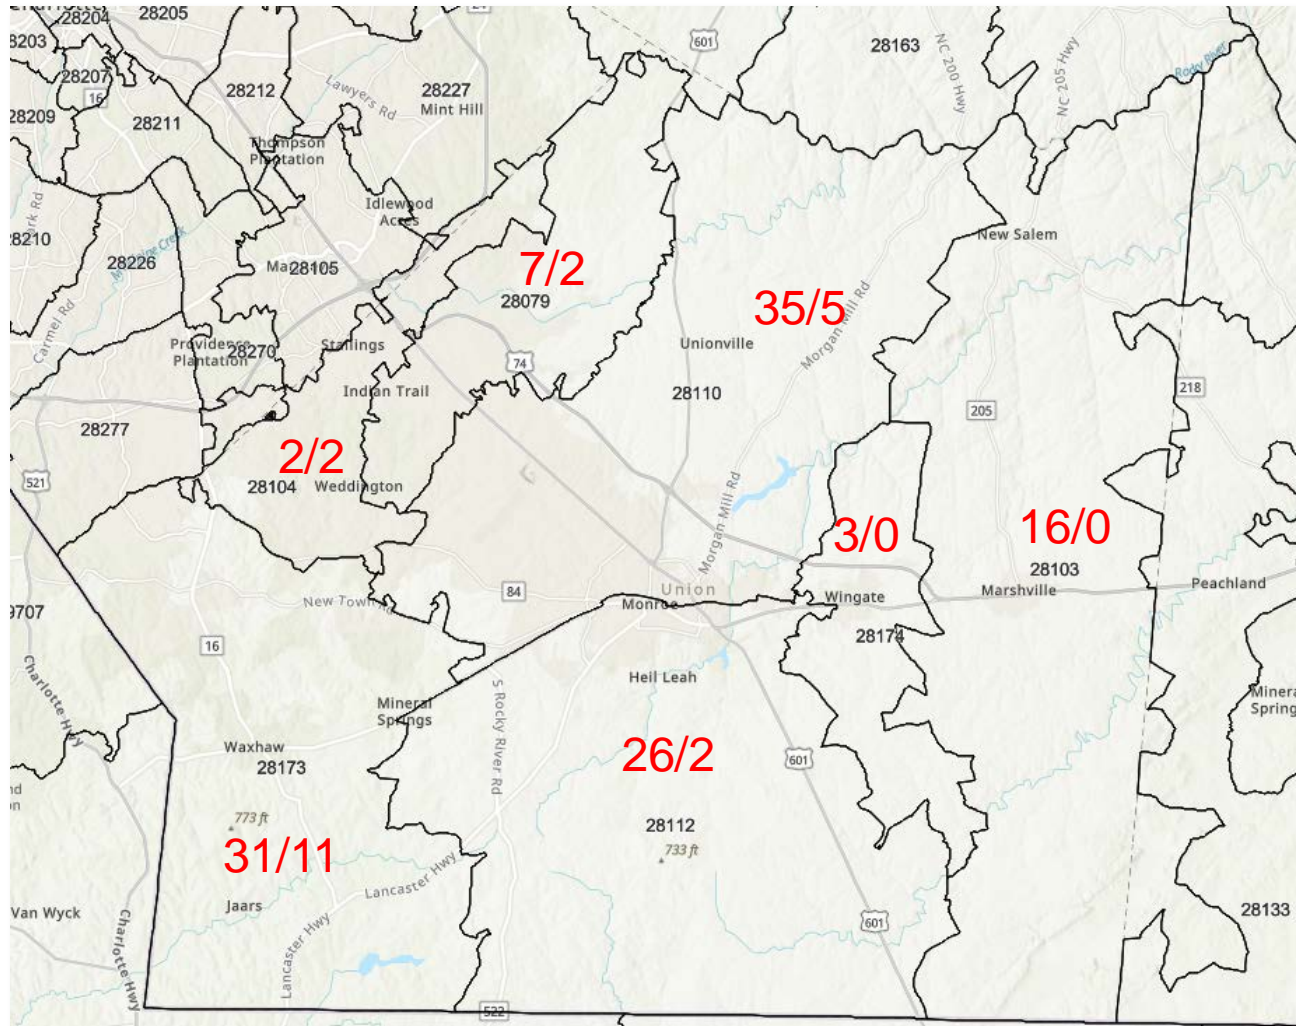 28204
28205
24
601
28163
NC 200 Hwy
NC 205 Hwy
Rocky River
28203
28207
16
28212
Lawyers Rd
28227
Mint Hill
28209
28211
Thompson
Plantation
Idlewood
Acres
28210
28226
28105
New Salem
7/2
28079
35/5
Morgan Mill Rd
Carmel Rd
Providence
Plantation
28270
Stallings
Unionville
74
Indian Trail
28110
205
218
28277
2/2
521
28104
Weddington
Morgan Mill Rd
3/0
16/0
28103
Peachland
84
Union
Monroe
Wingate
Marshville
9707
New Town Rd
28174
16
Heil Leah
Charlotte Hwy
S Rocky River Rd
Mineral
Springs
Waxhaw
28173
26/2
601
773 ft
28112
733 ft
31/11
Lancaster Hwy
Jaars
Van Wyck
Charlotte Hwy
Lancaster Hwy
601
28133
522